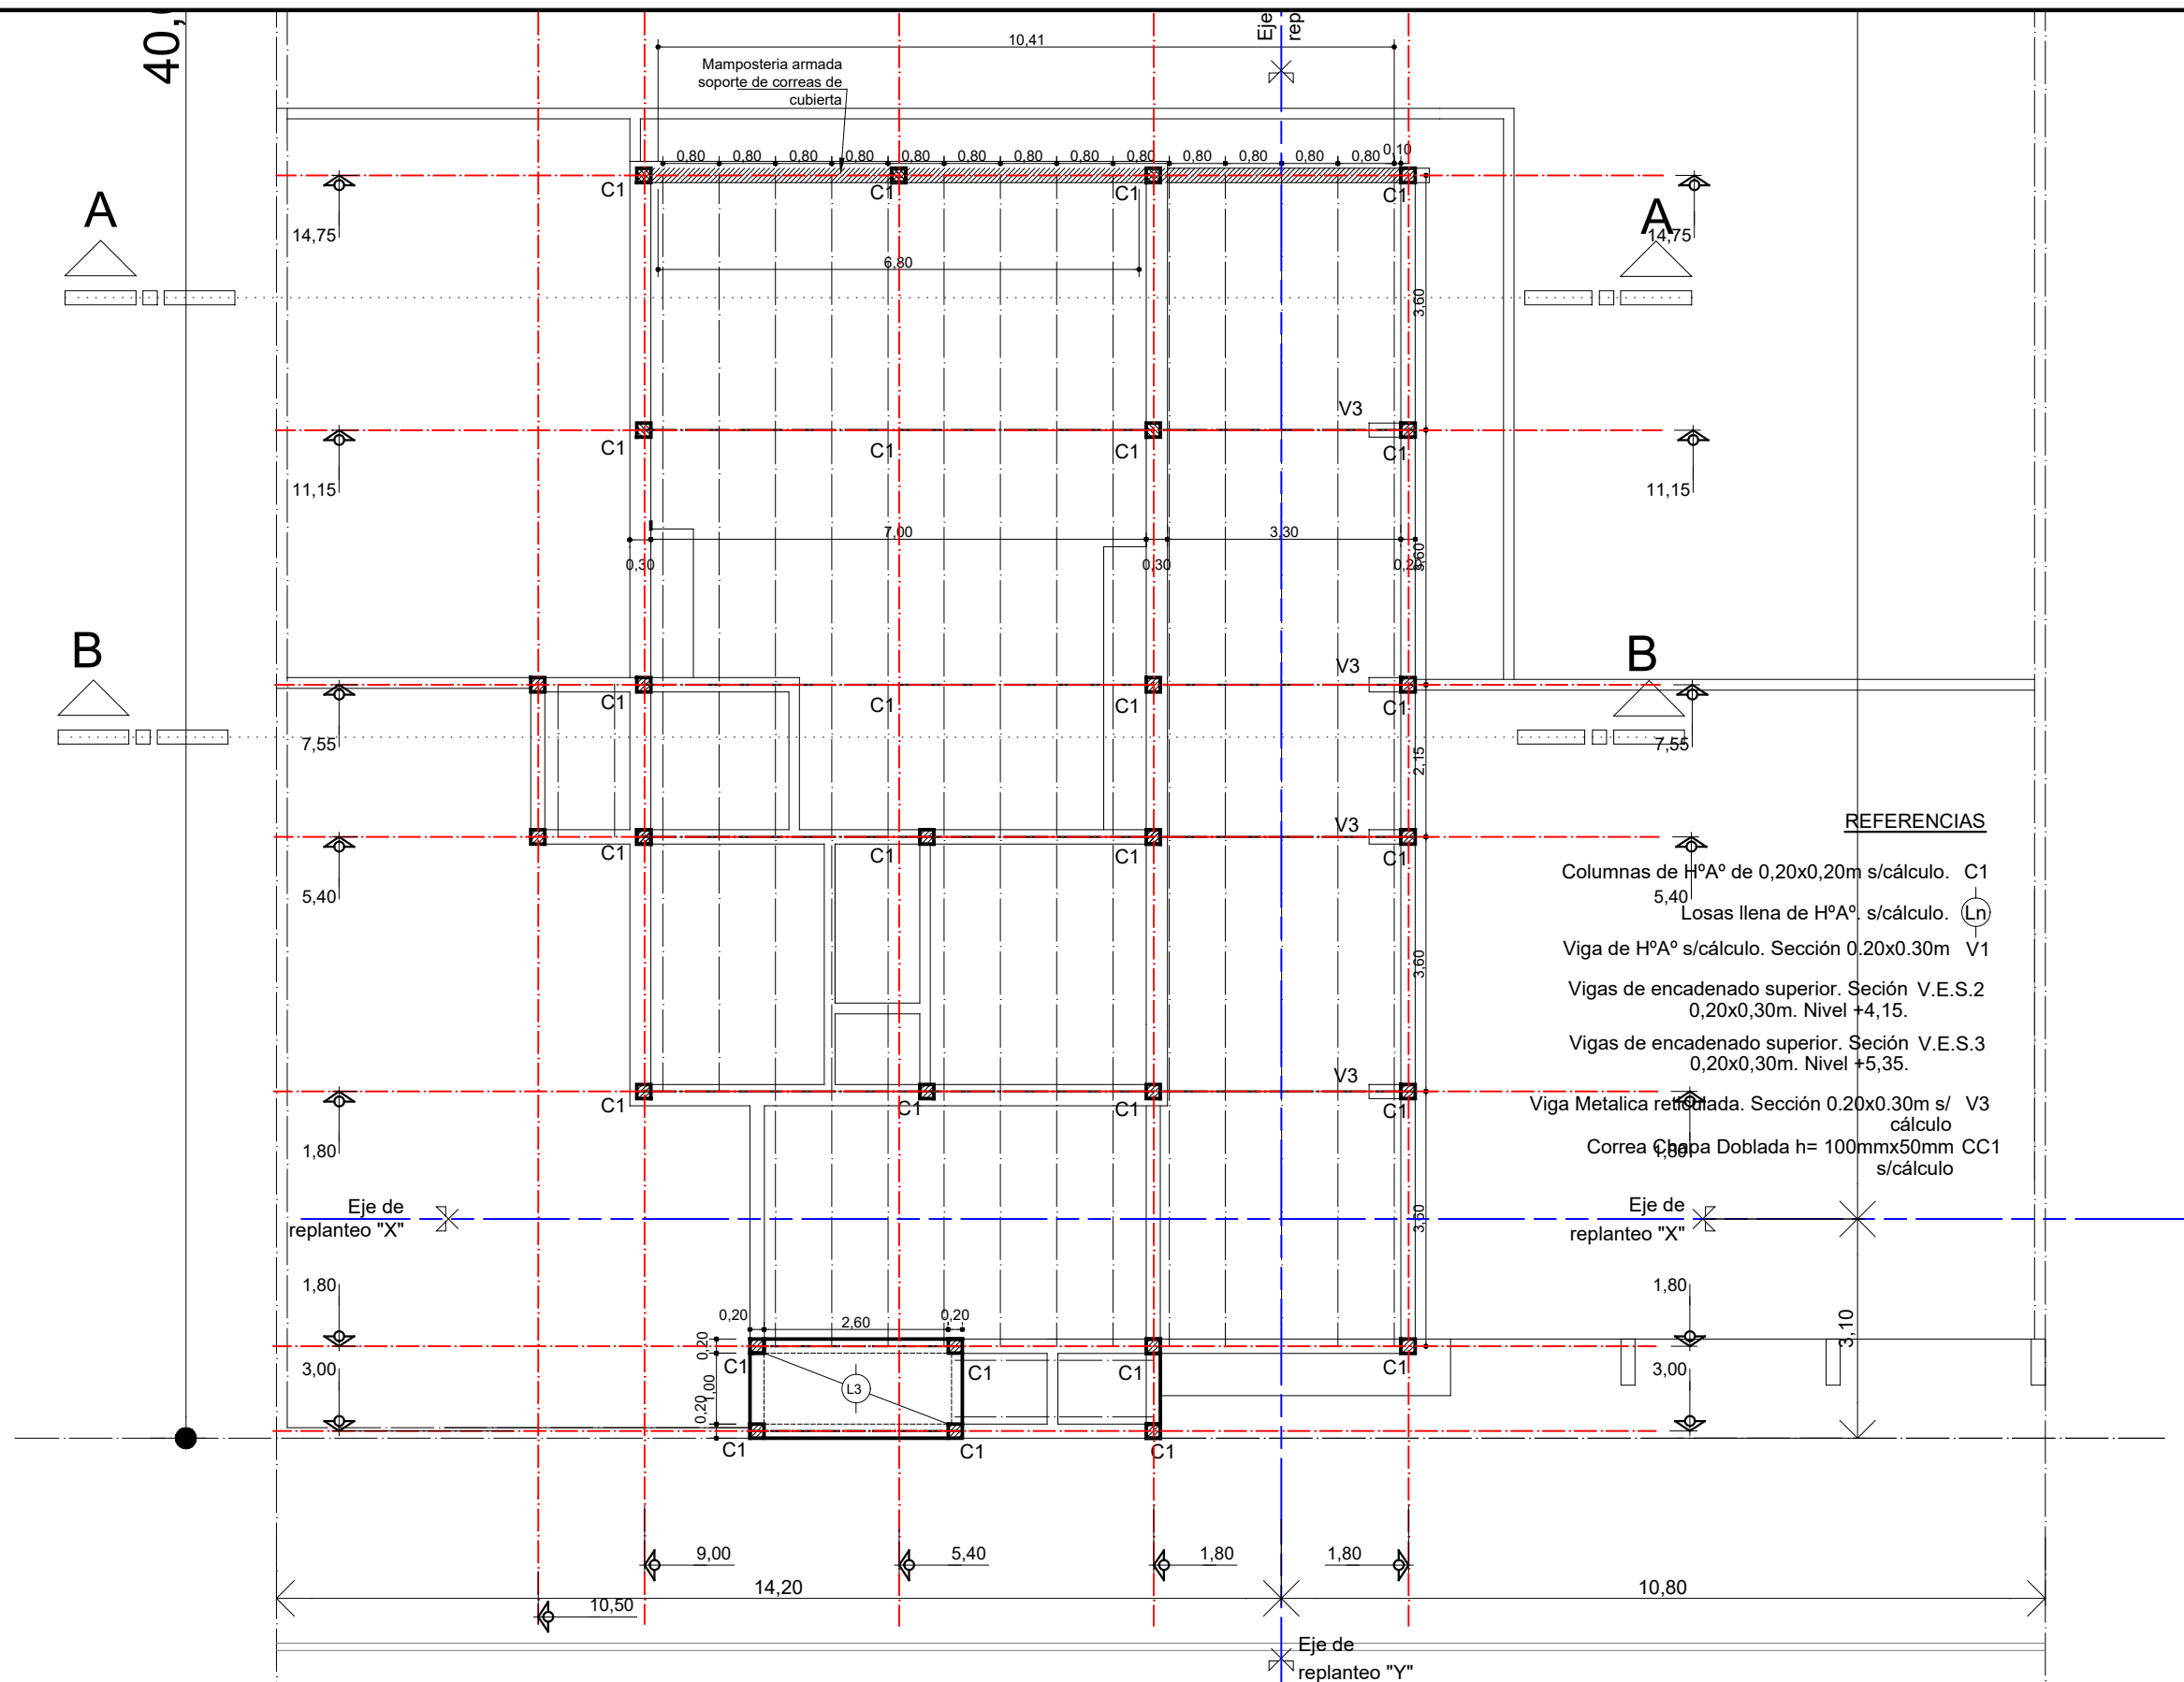 40,
Eje
rep
10,41
Mamposteria armada
soporte de correas de
cubierta
0,80 0,80 0,80 0,80 0,80 0,80 0,80 0,80 0,80 0,80 0,80 0,80 0,80 0,10
C1 C1 C1 C1
A A
14,75 14,75
6,80
3,60
V3
C1 C1 C1 C1
11,15 11,15
7,00 3,30
0,30 0,30 0,20 3,60
B B
V3
C1 C1 C1 C1
7,55 7,55
2,15
V3
C1 C1 C1 C1
5,40 5,40
REFERENCIAS
Columnas de HºAº de 0,20x0,20m s/cálculo. C1
Losas llena de HºAº. s/cálculo. Ln
Viga de HºAº s/cálculo. Sección 0.20x0.30m V1
Vigas de encadenado superior. Seción V.E.S.2
0,20x0,30m. Nivel +4,15.
Vigas de encadenado superior. Seción V.E.S.3
0,20x0,30m. Nivel +5,35.
Viga Metalica reticulada. Sección 0.20x0.30m s/ V3
cálculo
Correa Chapa Doblada h= 100mmx50mm CC1
s/cálculo
3,60
V3
C1 C1 C1 C1
1,80 1,80
Eje de
replanteo "X"
Eje de
replanteo "X"
3,60
1,80 1,80
0,20 2,60 0,20
0,20
1,00
0,20
3,10
3,00 3,00
C1 C1 C1 C1
L3
C1 C1 C1
9,00 5,40 1,80 1,80
14,20 10,80
10,50
Eje de
replanteo "Y"